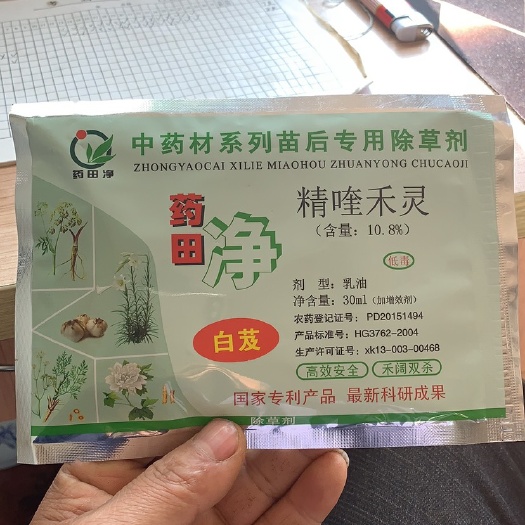 中药材系列苗后专用除草剂
ZHONGYAOCAI XILIE MIAOHOU ZHUANYONG CHUCAOJI
药田净
药田净
精喹禾灵
(含量：10.8%)
低毒
剂 型：乳油
净含量：30ml（加增效剂）
农药登记证号：PD20151494
产品标准号：HG3762-2004
生产许可证号：xk13-003-00468
白芨
高效安全 禾阔双杀
国家专利产品 最新科研成果
除草剂